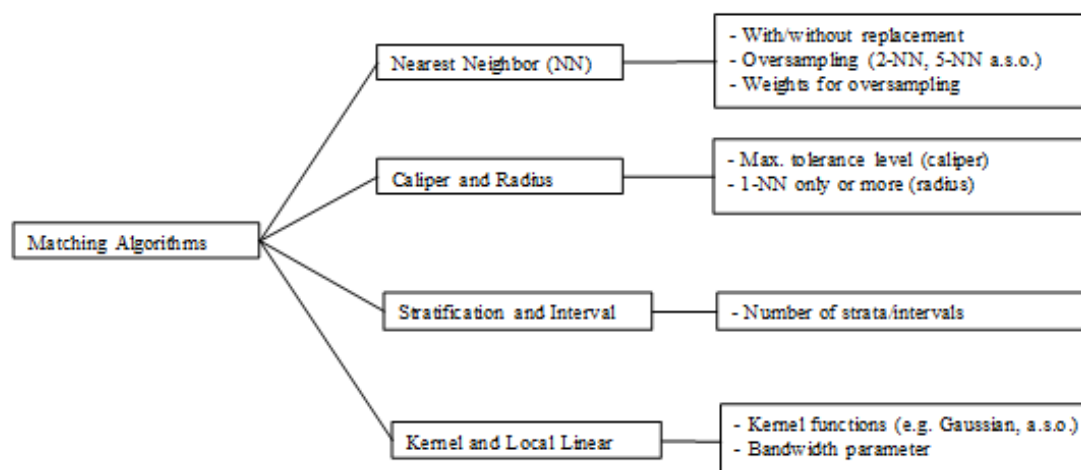 Matching Algorithms
Nearest Neighbor (NN)
- With/without replacement
- Oversampling (2-NN, 5-NN a.s.o.)
- Weights for oversampling
Caliper and Radius
- Max. tolerance level (caliper)
- 1-NN only or more (radius)
Stratification and Interval
- Number of strata/intervals
Kernel and Local Linear
- Kernel functions (e.g. Gaussian, a.s.o.)
- Bandwidth parameter